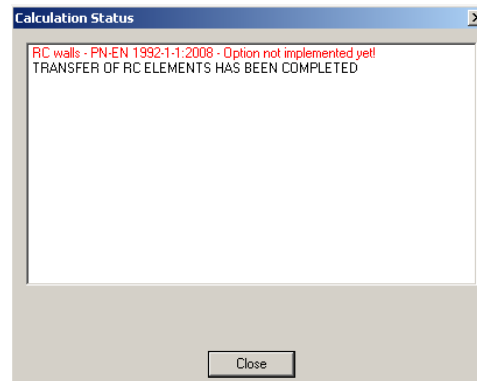 Calculation Status
RC walls - PN-EN 1992-1-1:2008 - Option not implemented yet!
TRANSFER OF RC ELEMENTS HAS BEEN COMPLETED
Close